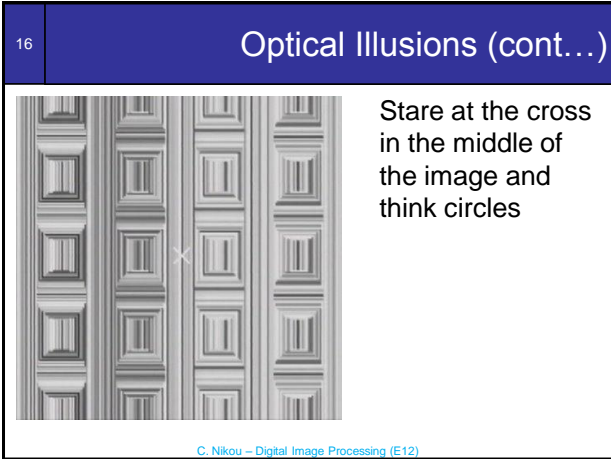 16
Optical Illusions (cont…)
Stare at the cross
in the middle of
the image and
think circles
C. Nikou – Digital Image Processing (E12)